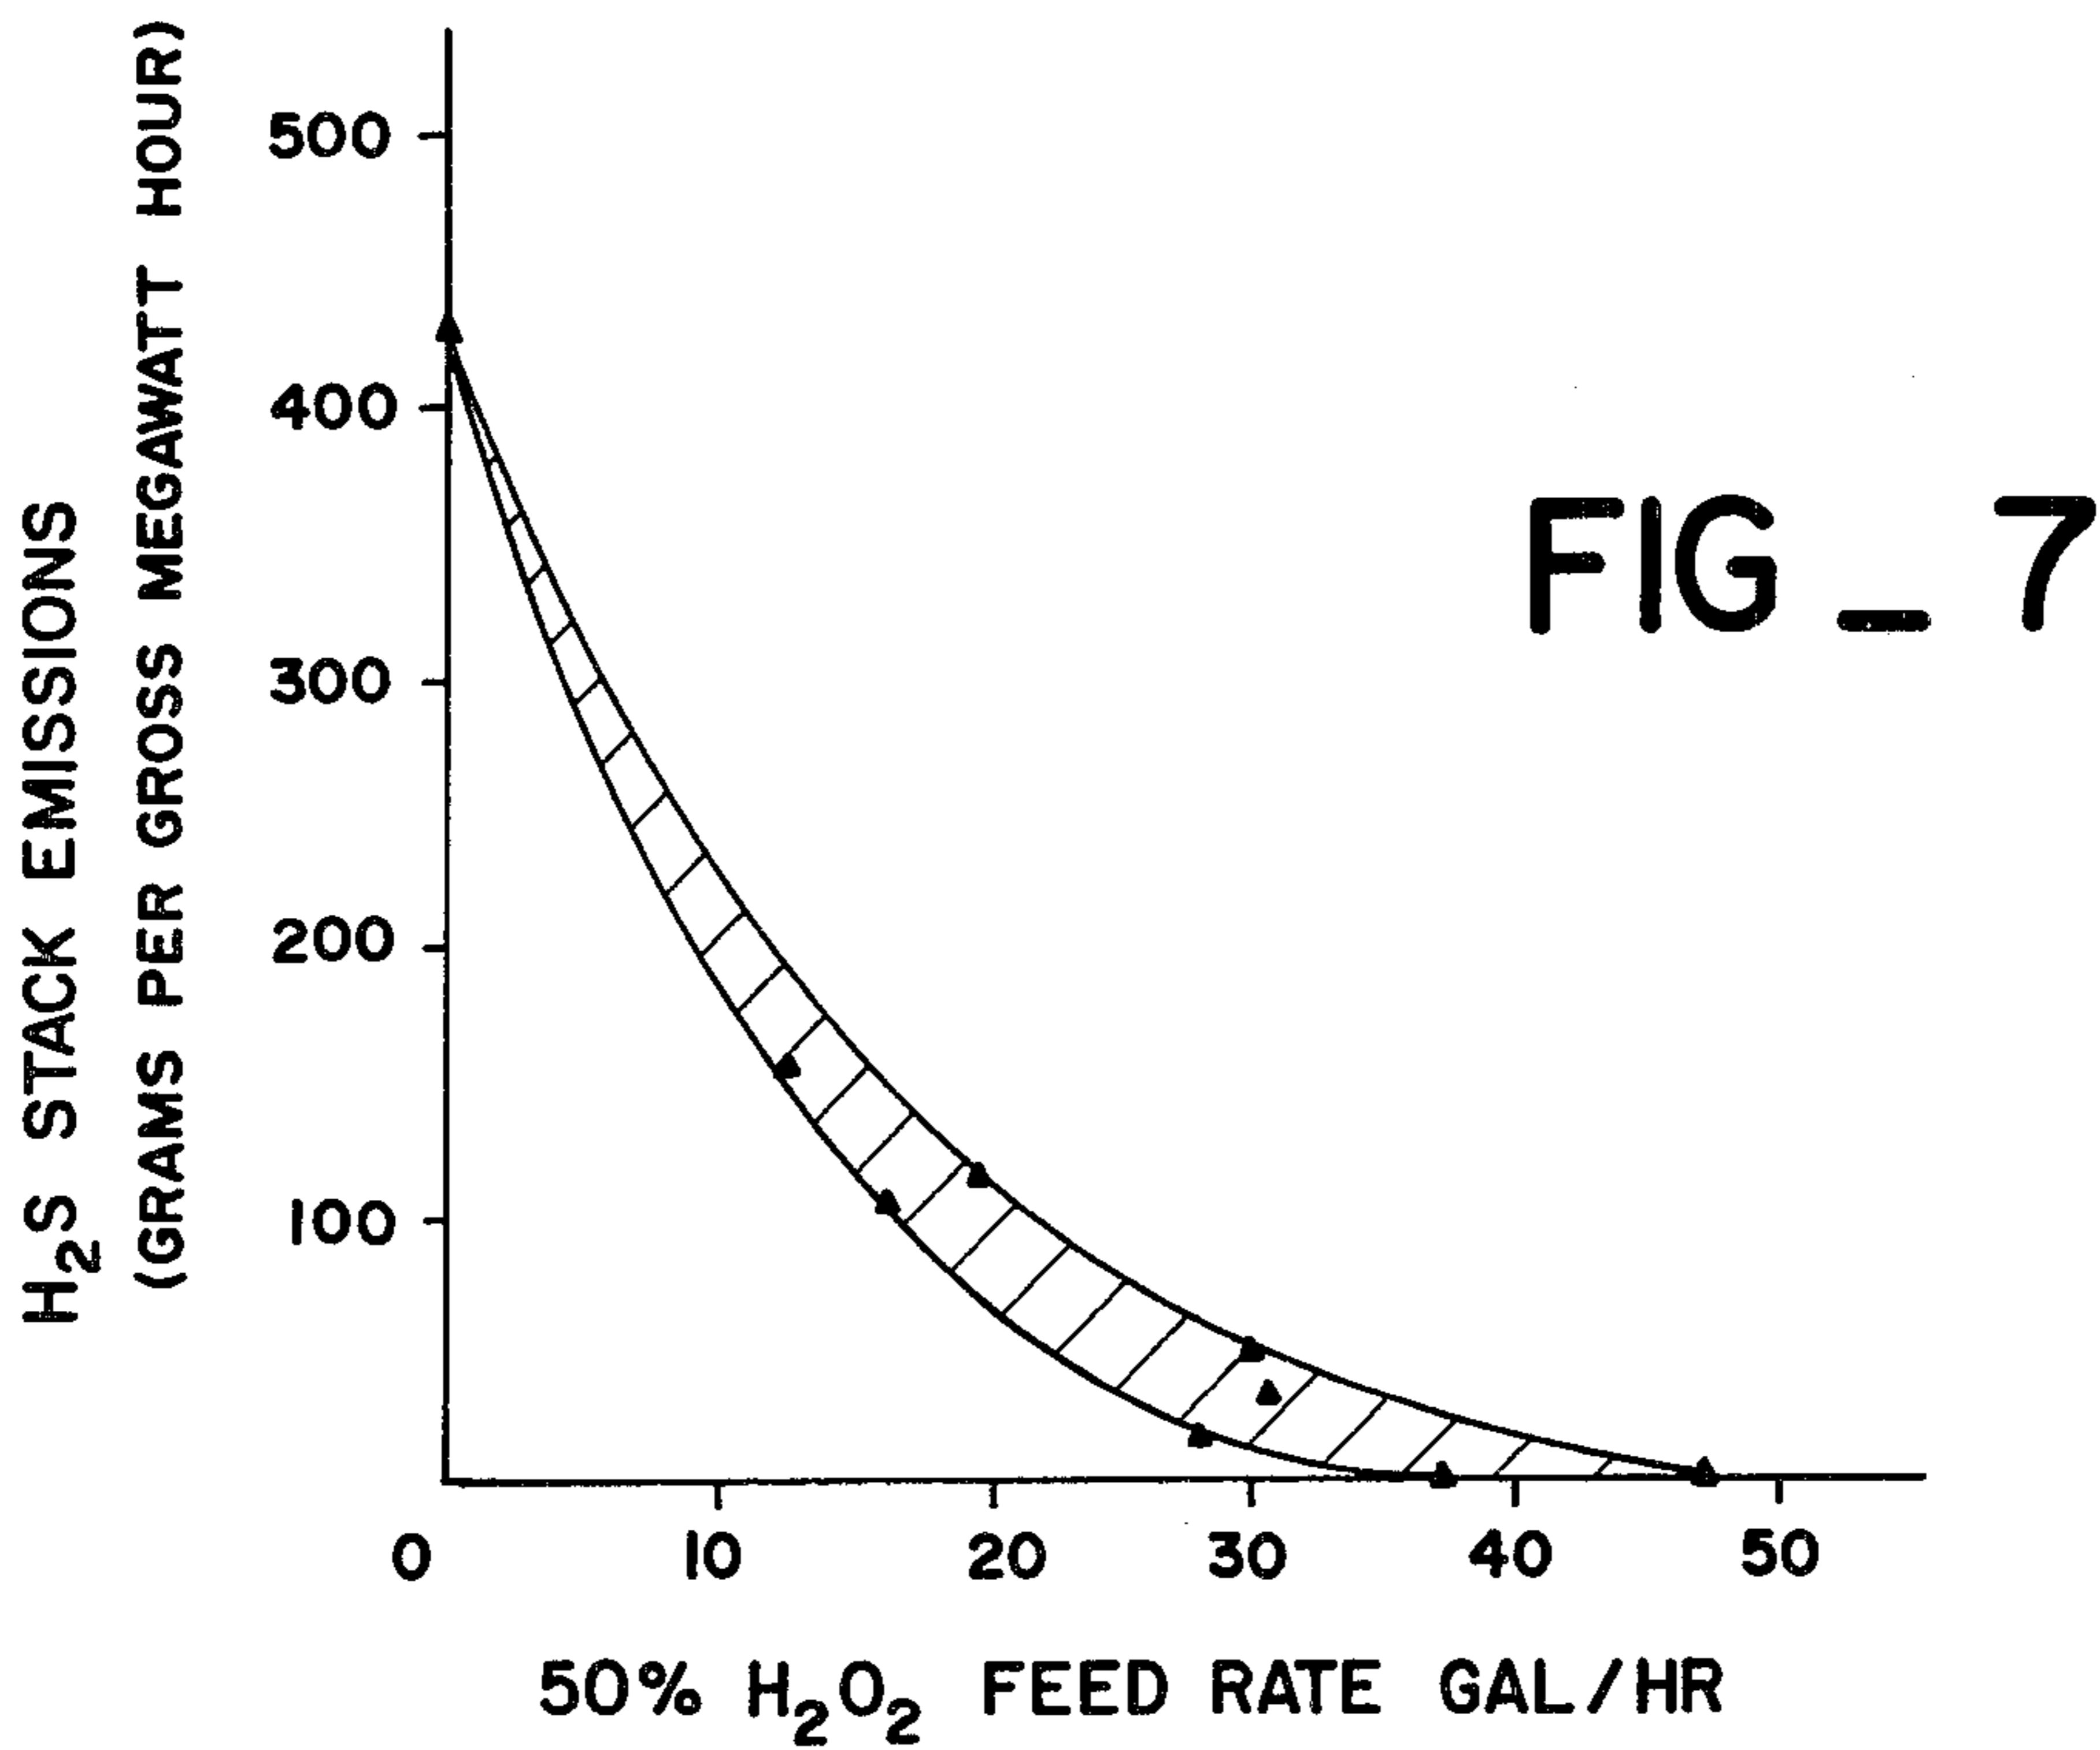 H₂S STACK EMISSIONS
(GRAMS PER GROSS MEGAWATT HOUR)
500
400
300
200
100
FIG_7
0 10 20 30 40 50
50% H₂O₂ FEED RATE GAL/HR